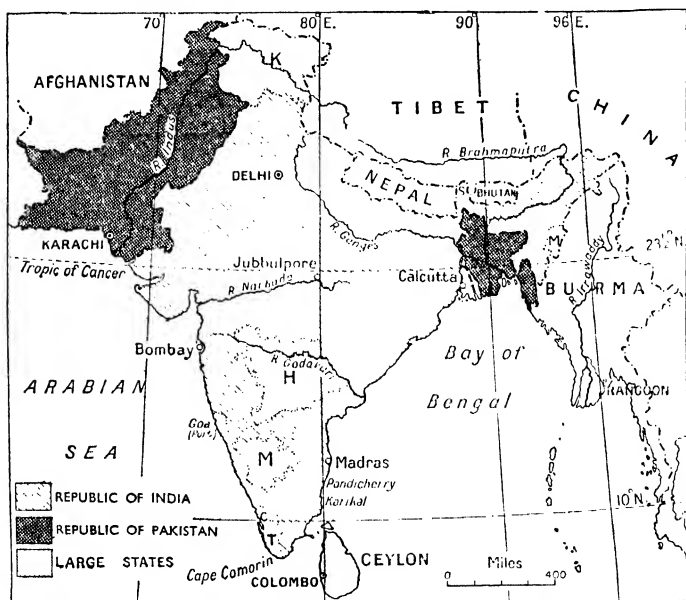 70°
80°E.
90°
96°E.
AFGHANISTAN
K
TIBET
CHINA
R. Indus
R. Brahmaputra
DELHI
NEPAL
S.
BHUTAN
R. Ganges
KARACHI
M
23½°N
Tropic of Cancer
Jubbulpore
Calcutta
R. Narbada
BURMA
R. Irrawaddy
Bombay
R. Godavari
H
Bay of
Bengal
ARABIAN
SEA
RANGOON
Goa
(Port.)
M
Madras
Pondicherry
Karikal
10°N.
REPUBLIC OF INDIA
REPUBLIC OF PAKISTAN
LARGE STATES
C
T
CEYLON
Cape Comorin
COLOMBO
Miles
0
400